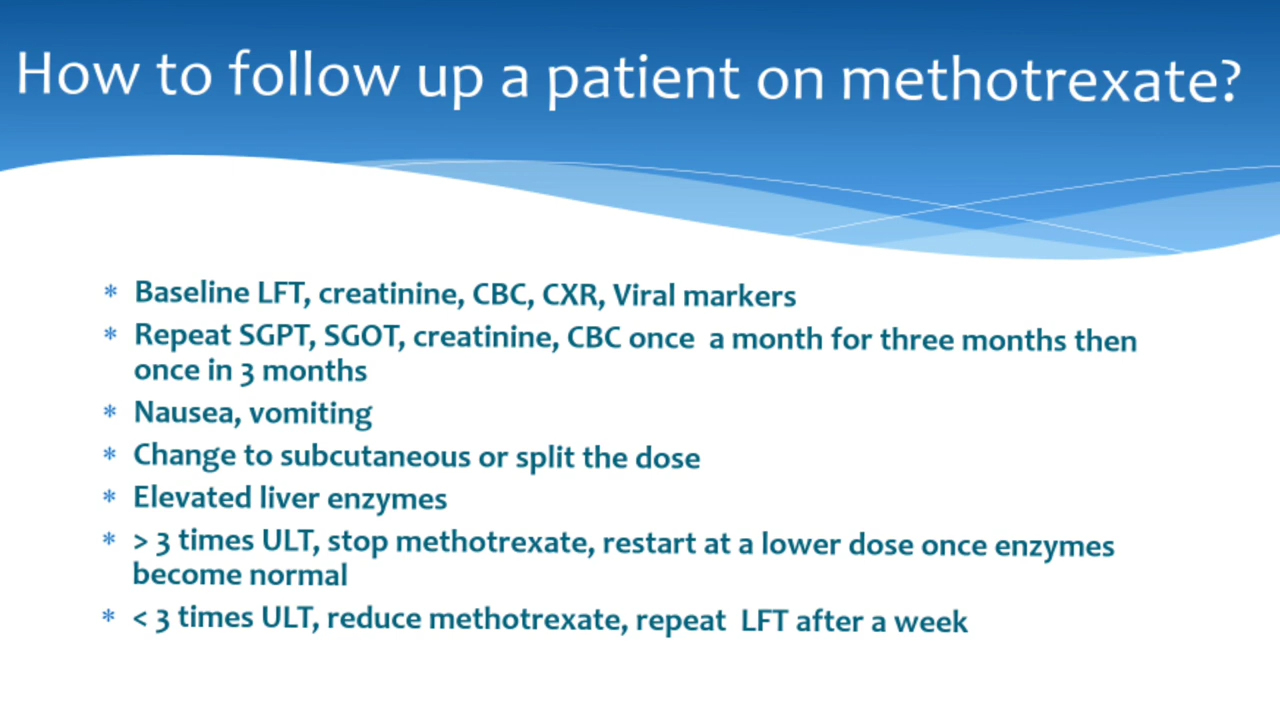 How to follow up a patient on methotrexate?
* Baseline LFT, creatinine, CBC, CXR, Viral markers
* Repeat SGPT, SGOT, creatinine, CBC once a month for three months then
once in 3 months
* Nausea, vomiting
* Change to subcutaneous or split the dose
* Elevated liver enzymes
* > 3 times ULT, stop methotrexate, restart at a lower dose once enzymes
become normal
* < 3 times ULT, reduce methotrexate, repeat LFT after a week